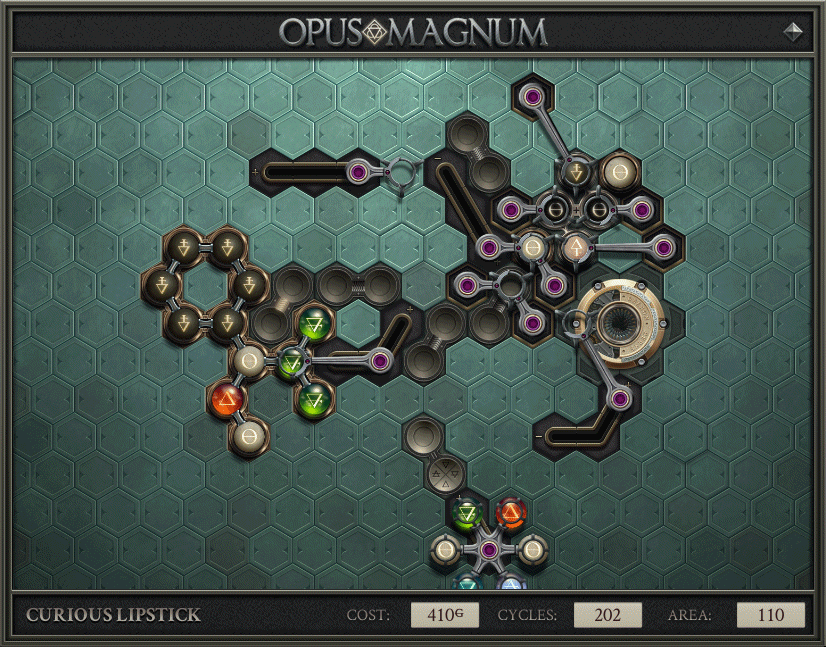 OPUS MAGNUM
CURIOUS LIPSTICK
COST: 410G
CYCLES: 202
AREA: 110